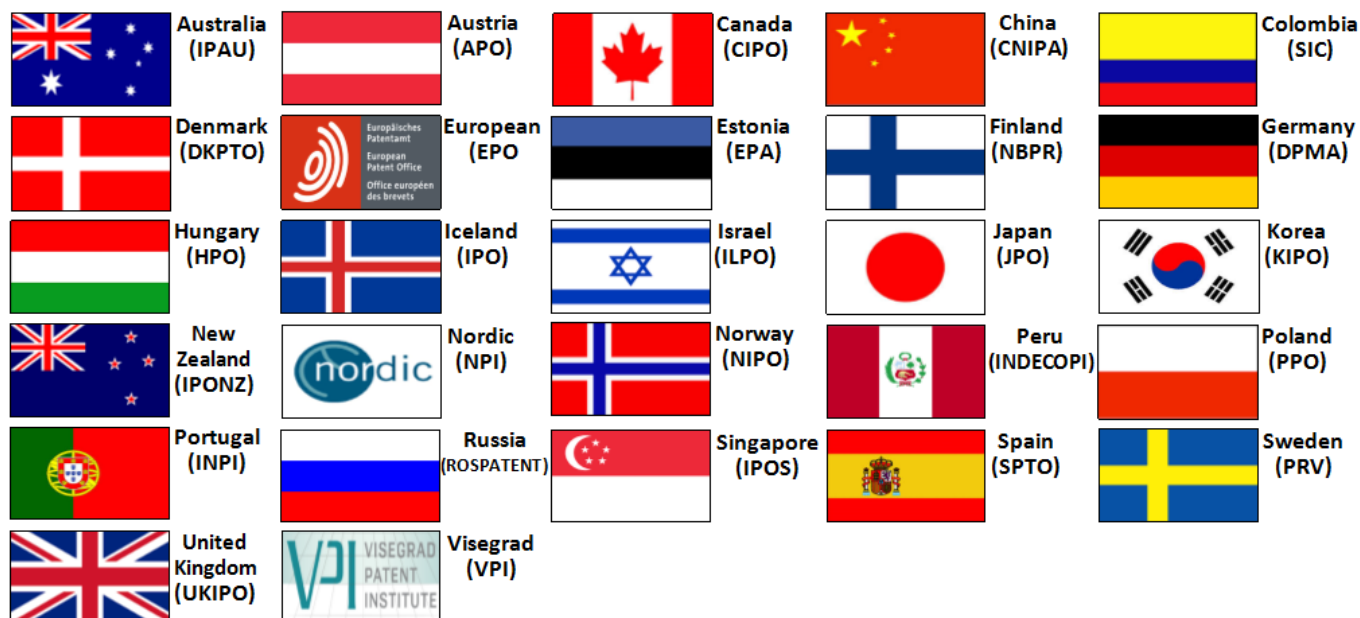 Australia
(IPAU)
Austria
(APO)
Canada
(CIPO)
China
(CNIPA)
Colombia
(SIC)
Denmark
(DKPTO)
Europäisches
Patentamt
European
Patent Office
Office européen
des brevets
European
(EPO
Estonia
(EPA)
Finland
(NBPR)
Germany
(DPMA)
Hungary
(HPO)
Iceland
(IPO)
Israel
(ILPO)
Japan
(JPO)
Korea
(KIPO)
New
Zealand
(IPONZ)
nordic
Nordic
(NPI)
Norway
(NIPO)
Peru
(INDECOPI)
Poland
(PPO)
Portugal
(INPI)
Russia
(ROSPATENT)
Singapore
(IPOS)
Spain
(SPTO)
Sweden
(PRV)
United
Kingdom
(UKIPO)
VPI
VISEGRAD
PATENT
INSTITUTE
Visegrad
(VPI)